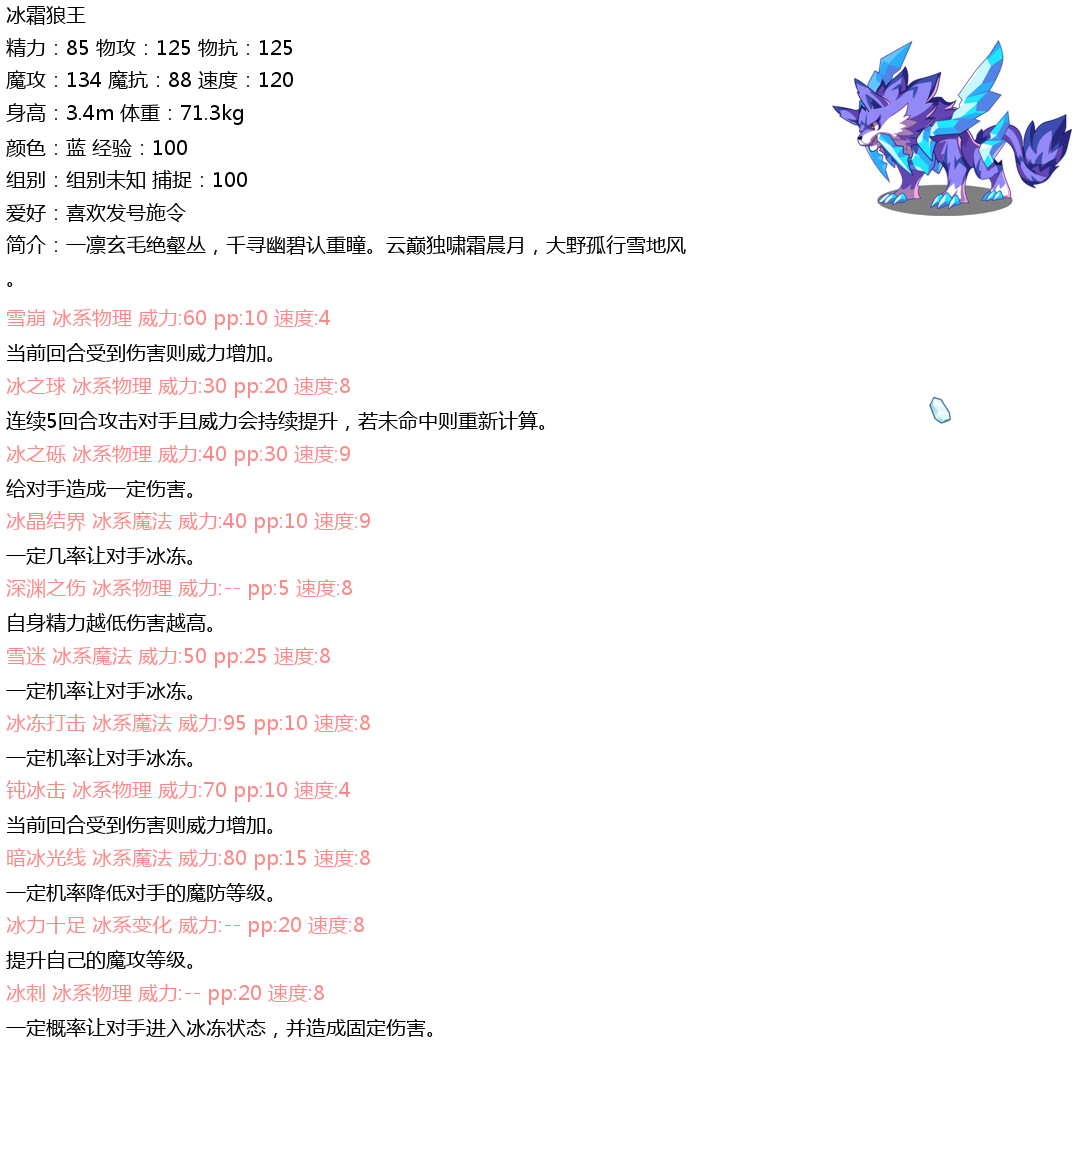 冰霜狼王
精力：85 物攻：125 物抗：125
魔攻：134 魔抗：88 速度：120
身高：3.4m 体重：71.3kg
颜色：蓝 经验：100
组别：组别未知 捕捉：100
爱好：喜欢发号施令
简介：一凛玄毛绝壑丛，千寻幽碧认重瞳。云巅独啸霜晨月，大野孤行雪地风
。
雪崩 冰系物理 威力:60 pp:10 速度:4
当前回合受到伤害则威力增加。
冰之球 冰系物理 威力:30 pp:20 速度:8
连续5回合攻击对手且威力会持续提升，若未命中则重新计算。
冰之砾 冰系物理 威力:40 pp:30 速度:9
给对手造成一定伤害。
冰晶结界 冰系魔法 威力:40 pp:10 速度:9
一定几率让对手冰冻。
深渊之伤 冰系物理 威力:-- pp:5 速度:8
自身精力越低伤害越高。
雪迷 冰系魔法 威力:50 pp:25 速度:8
一定机率让对手冰冻。
冰冻打击 冰系魔法 威力:95 pp:10 速度:8
一定机率让对手冰冻。
钝冰击 冰系物理 威力:70 pp:10 速度:4
当前回合受到伤害则威力增加。
暗冰光线 冰系魔法 威力:80 pp:15 速度:8
一定机率降低对手的魔防等级。
冰力十足 冰系变化 威力:-- pp:20 速度:8
提升自己的魔攻等级。
冰刺 冰系物理 威力:-- pp:20 速度:8
一定概率让对手进入冰冻状态，并造成固定伤害。